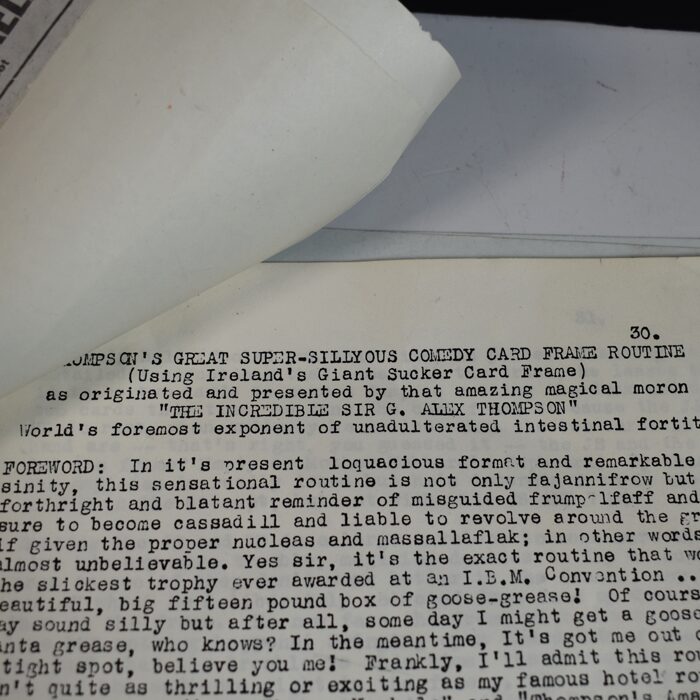 30.
THOMPSON'S GREAT SUPER-SILLYOUS COMEDY CARD FRAME ROUTINE
(Using Ireland's Giant Sucker Card Frame)
as originated and presented by that amazing magical moron
"THE INCREDIBLE SIR G. ALEX THOMPSON"
World's foremost exponent of unadulterated intestinal fortit
FOREWORD: In it's present loquacious format and remarkable
sinity, this sensational routine is not only fajannifrow but
forthright and blatant reminder of misguided frump-lfaff and
sure to become cassadill and liable to revolve around the gr
if given the proper nucleas and massallaflak; in other words
almost unbelievable. Yes sir, it's the exact routine that wo
he slickest trophy ever awarded at an I.B.M. Convention ..
eautiful, big fifteen pound box of goose-grease! Of cours
ay sound silly but after all, some day I might get a goose
anta grease, who knows? In the meantime, It's got me out o
tight spot, believe you me! Frankly, I'll admit this rou
n't quite as thrilling or exciting as my famous hotel ro
and "Thompson's